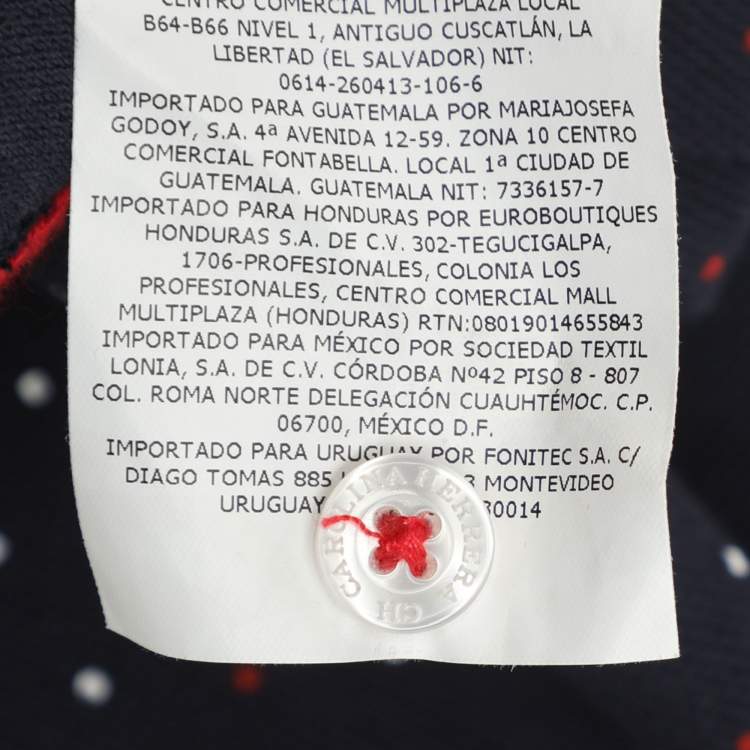 CENTRO COMERCIAL MULTIPLAZA LOCAL
B64-B66 NIVEL 1, ANTIGUO CUSCATLÁN, LA
LIBERTAD (EL SALVADOR) NIT:
0614-260413-106-6
IMPORTADO PARA GUATEMALA POR MARIAJOSEFA
GODOY, S.A. 4ª AVENIDA 12-59. ZONA 10 CENTRO
COMERCIAL FONTABELLA. LOCAL 1ª CIUDAD DE
GUATEMALA. GUATEMALA NIT: 7336157-7
IMPORTADO PARA HONDURAS POR EUROBOUTIQUES
HONDURAS S.A. DE C.V. 302-TEGUCIGALPA,
1706-PROFESIONALES, COLONIA LOS
PROFESIONALES, CENTRO COMERCIAL MALL
MULTIPLAZA (HONDURAS) RTN:08019014655843
IMPORTADO PARA MÉXICO POR SOCIEDAD TEXTIL
LONIA, S.A. DE C.V. CÓRDOBA Nº42 PISO 8 - 807
COL. ROMA NORTE DELEGACIÓN CUAUHTÉMOC. C.P.
06700, MÉXICO D.F.
IMPORTADO PARA URUGUAY POR FONITEC S.A. C/
DIAGO TOMAS 885 3 MONTEVIDEO
URUGUAY 30014
CAROLINA HERRERA
CH